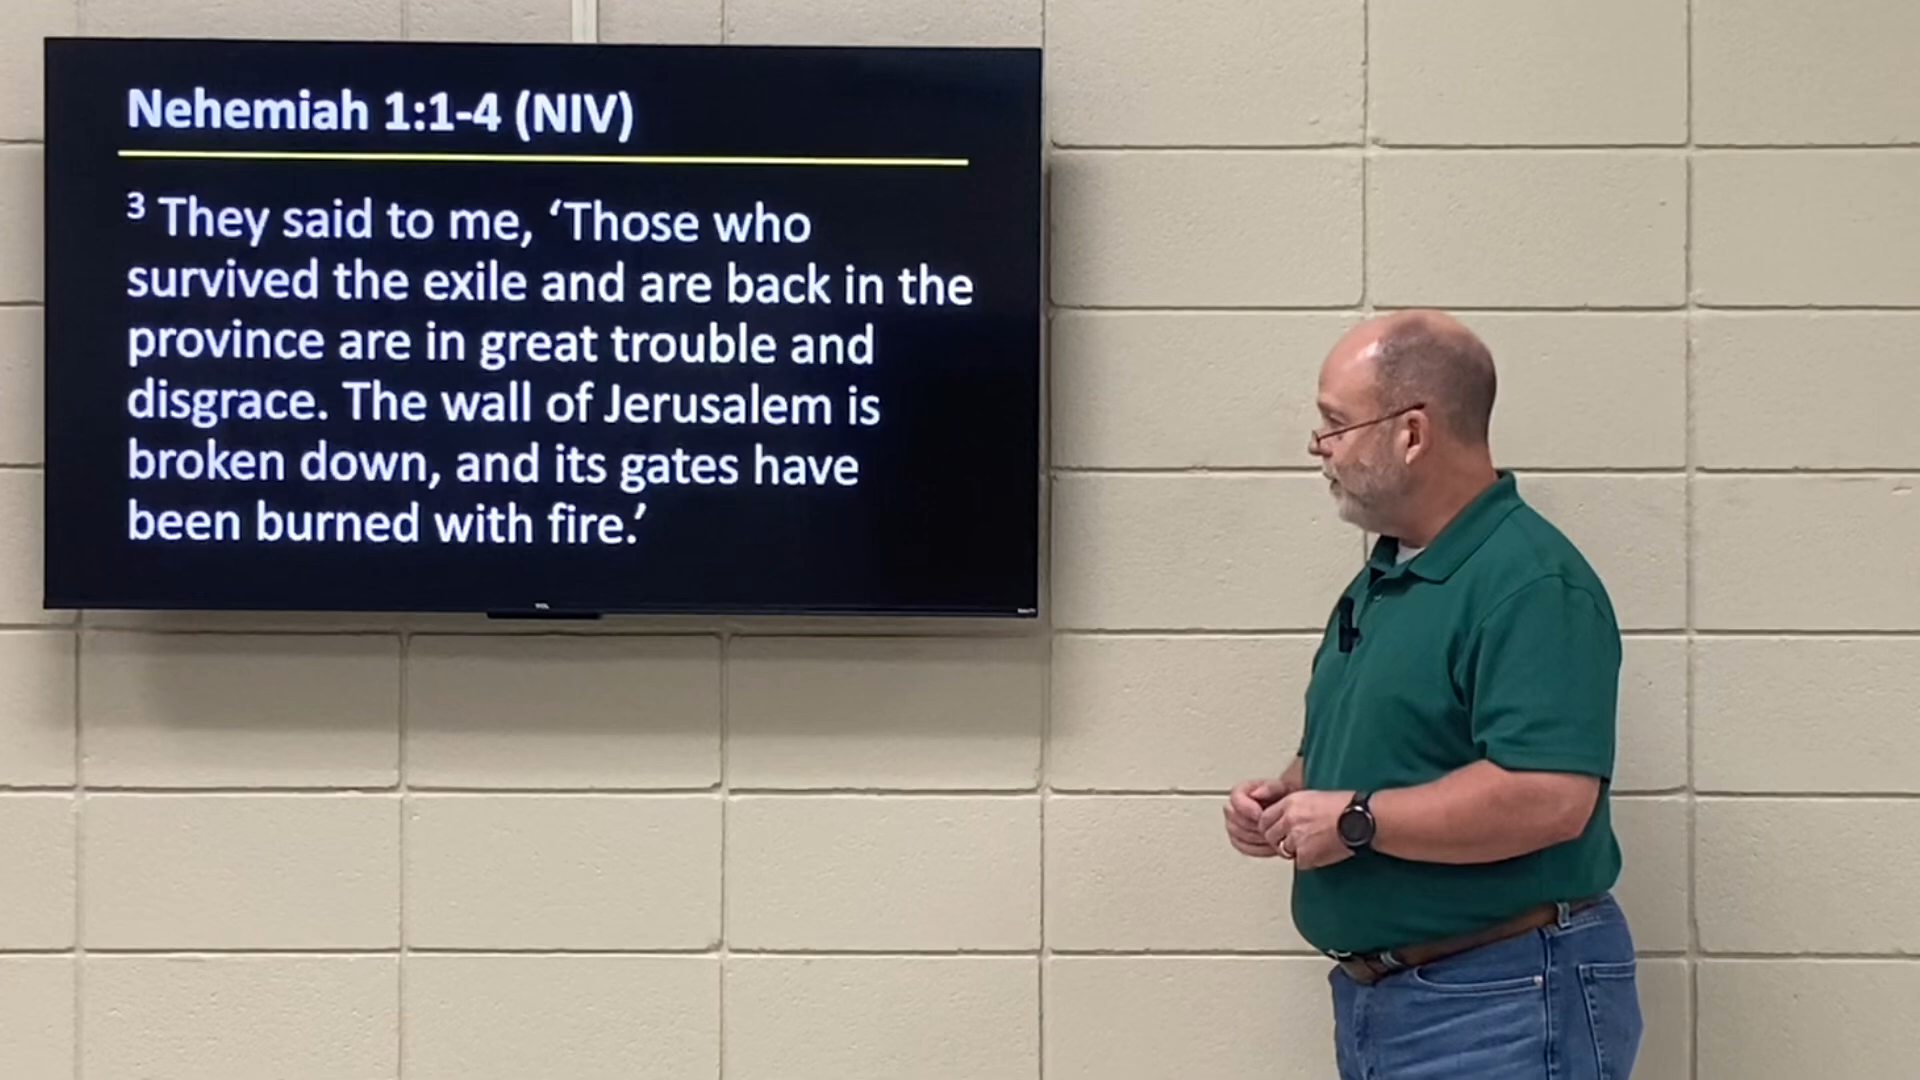 Nehemiah 1:1-4 (NIV)
3 They said to me, ‘Those who
survived the exile and are back in the
province are in great trouble and
disgrace. The wall of Jerusalem is
broken down, and its gates have
been burned with fire.’
TCL